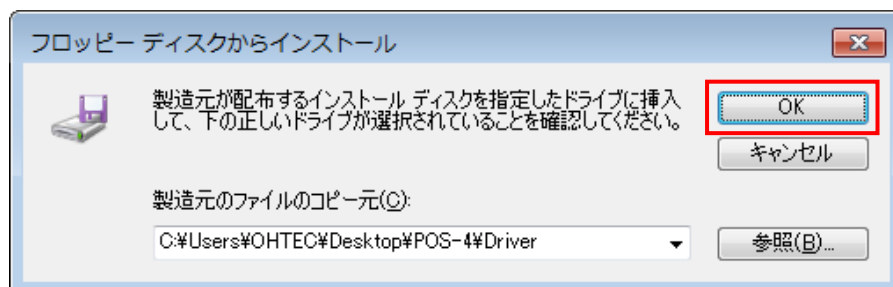 フロッピー ディスクからインストール
製造元が配布するインストール ディスクを指定したドライブに挿入
して、下の正しいドライブが選択されていることを確認してください。
OK
キャンセル
製造元のファイルのコピー元(C):
C:¥Users¥OHTEC¥Desktop¥POS-4¥Driver
参照(B)...